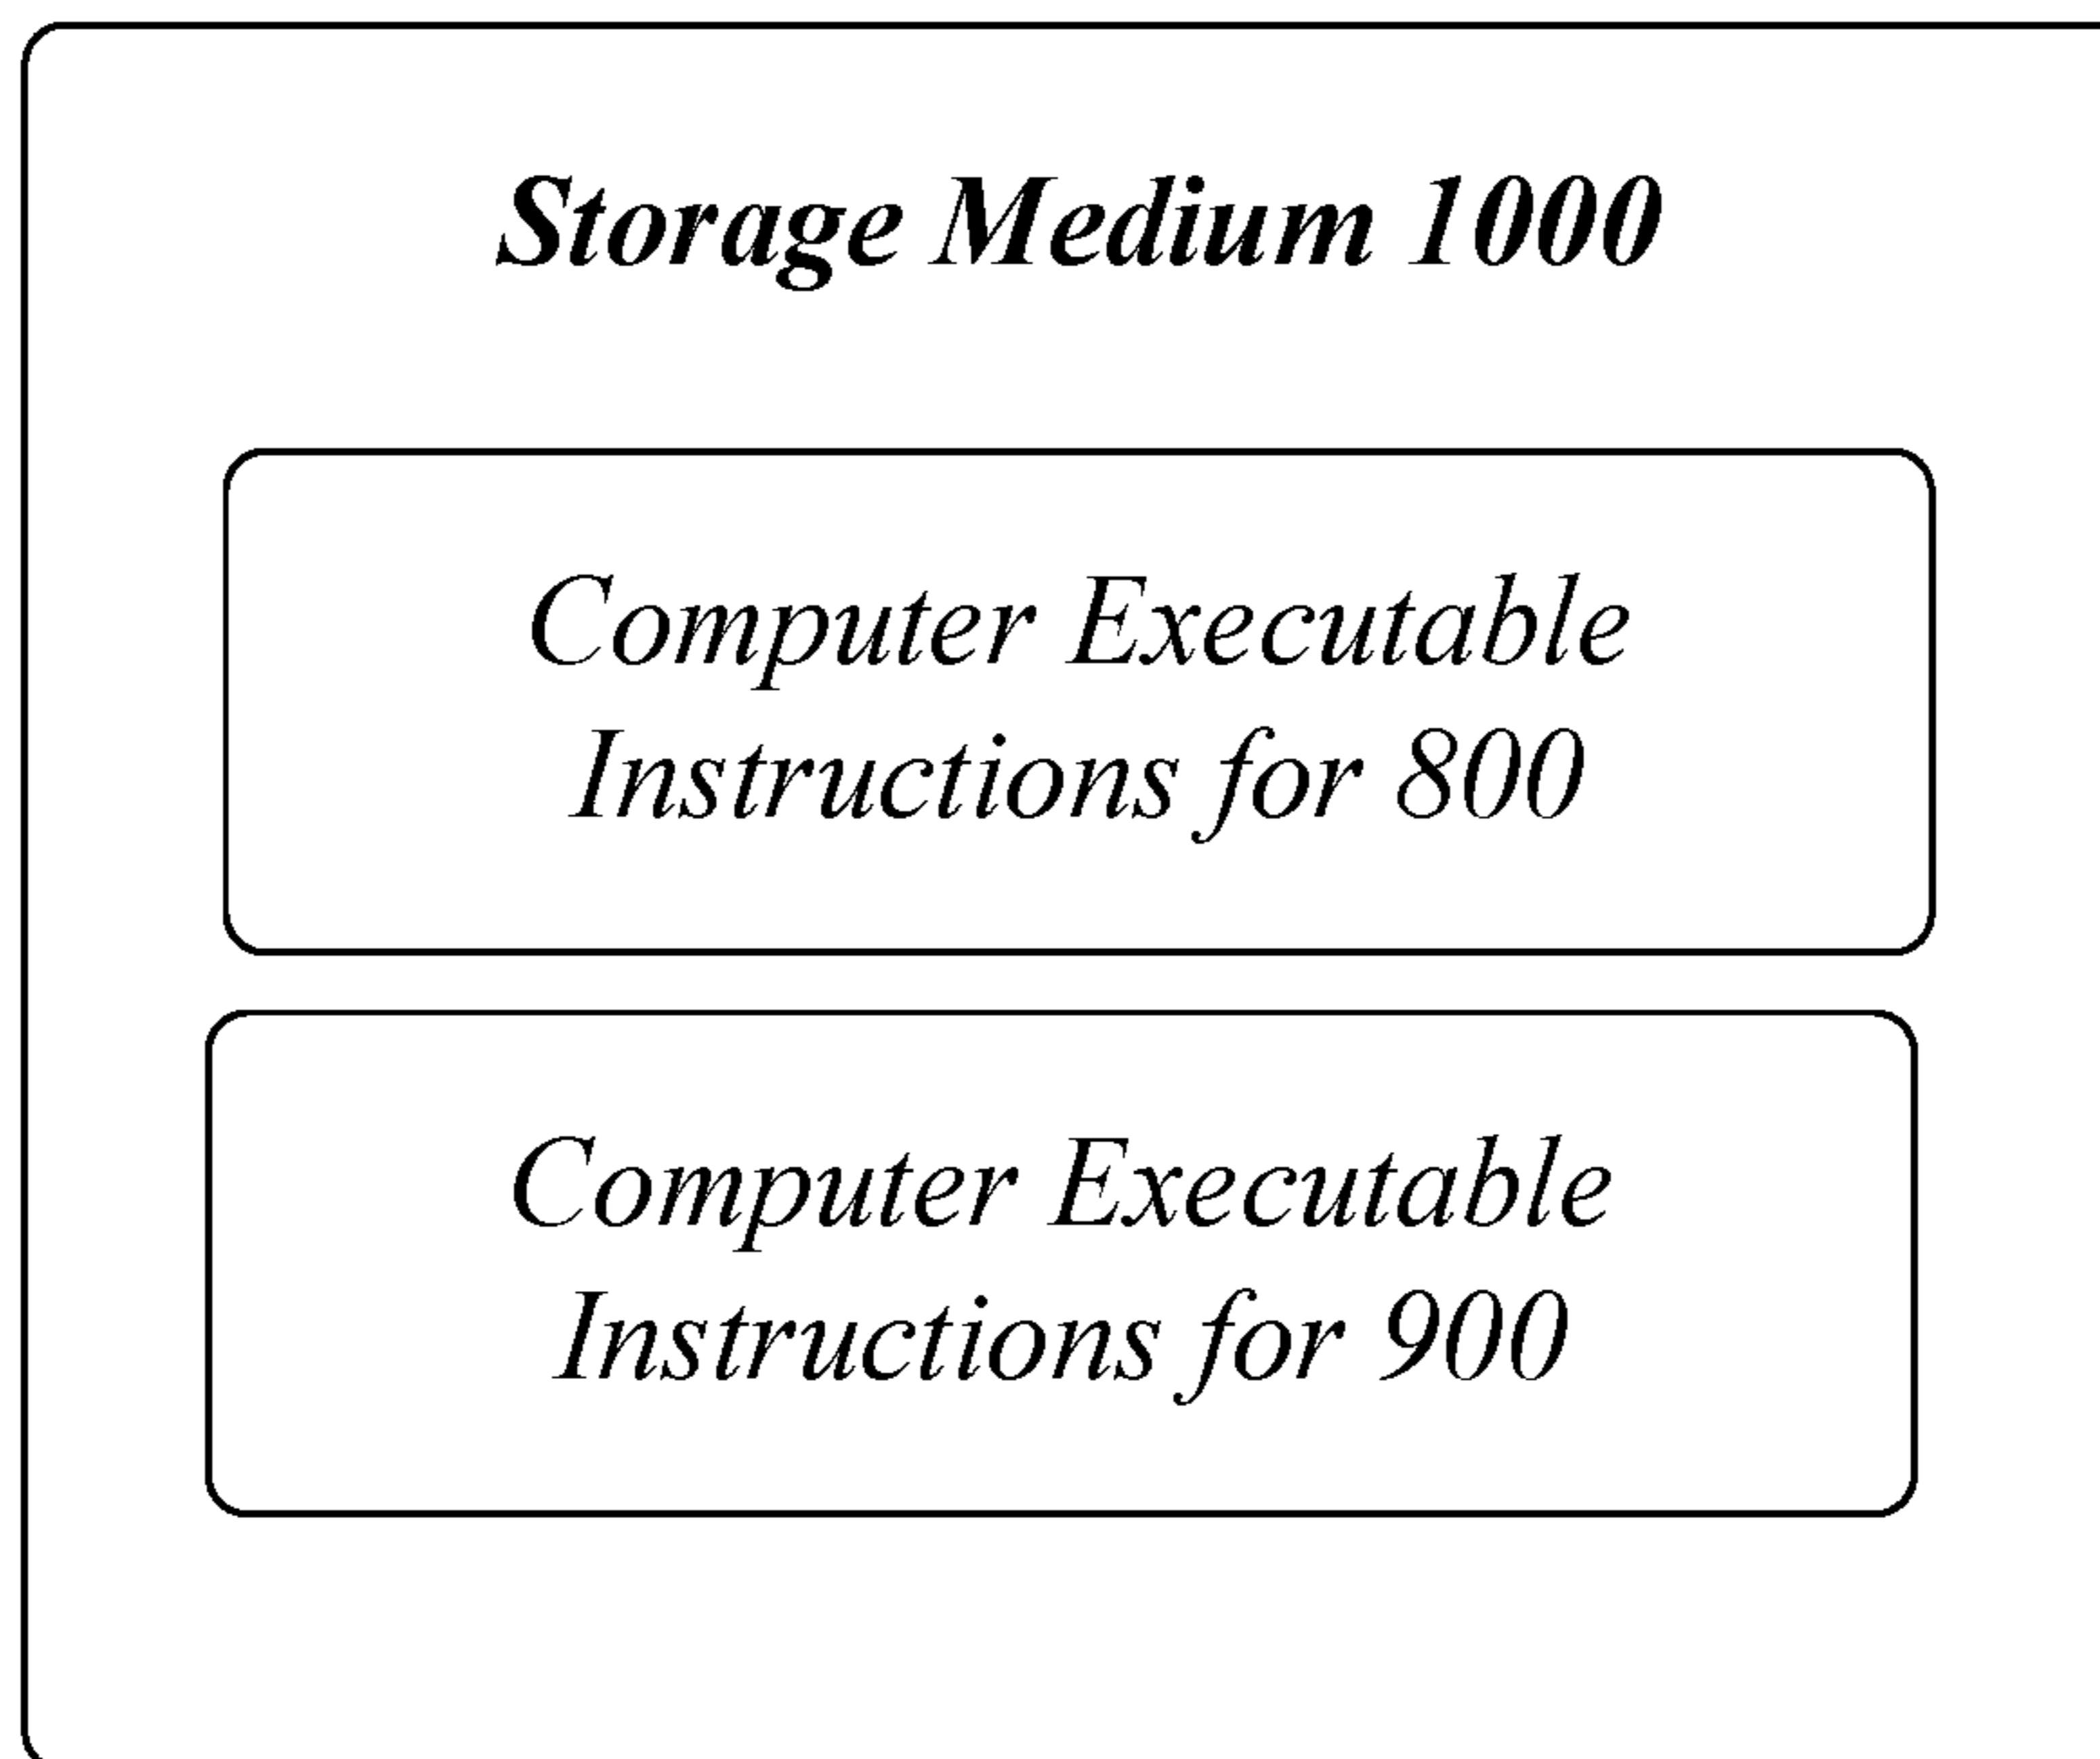 Storage Medium 1000
Computer Executable
Instructions for 800
Computer Executable
Instructions for 900